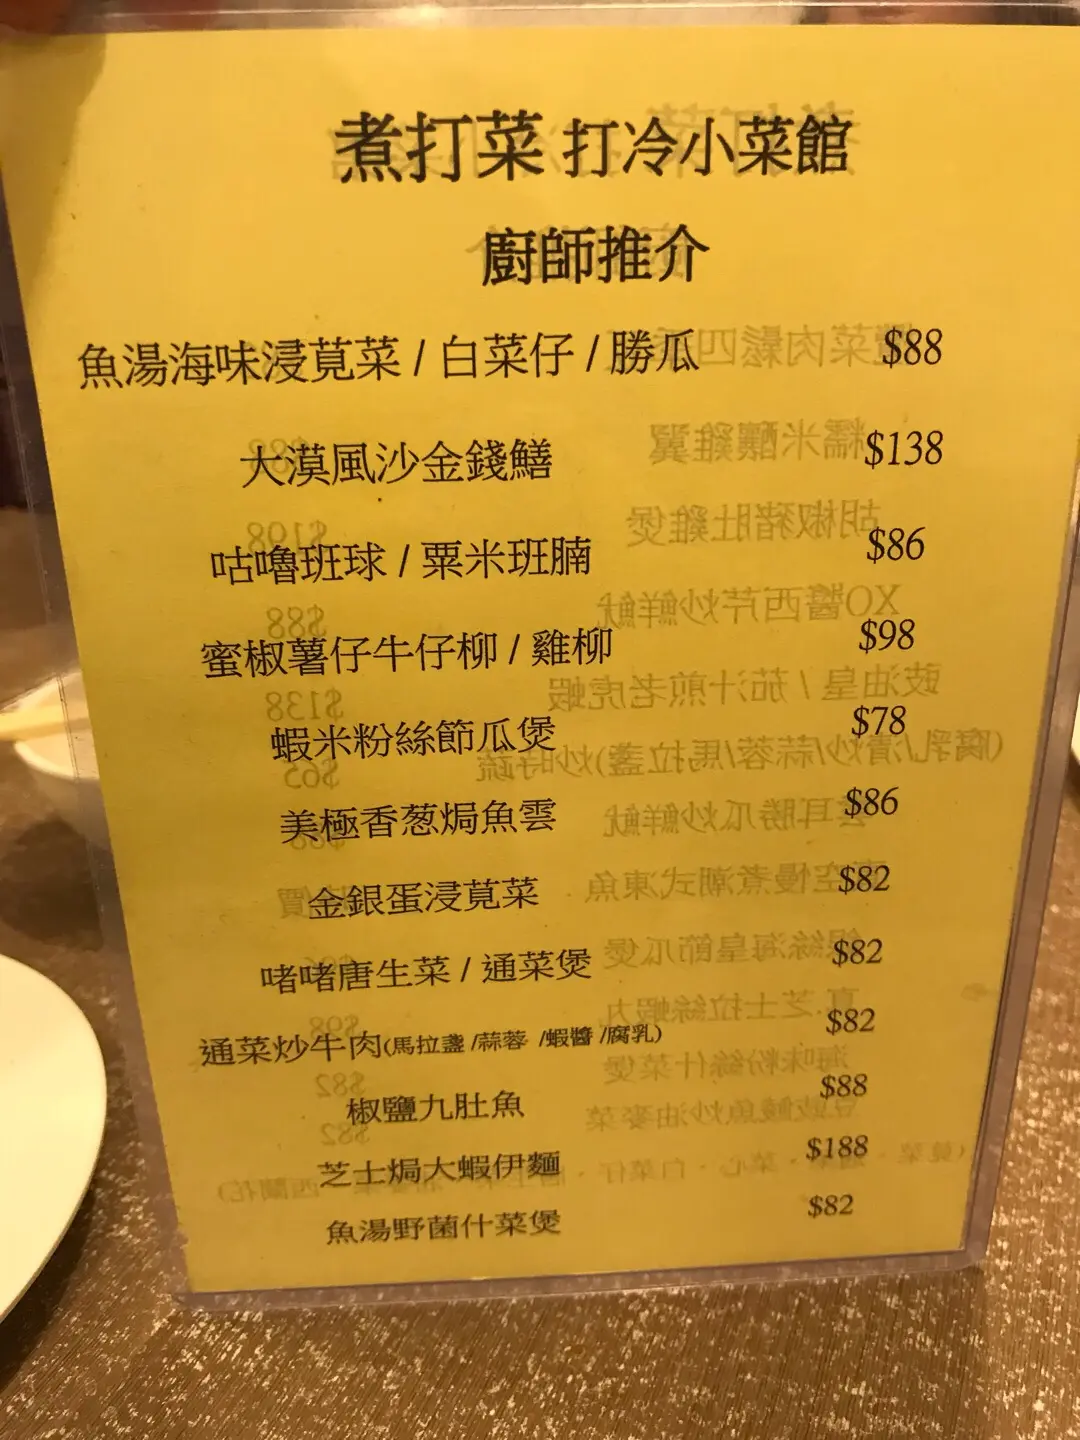 煮打菜 打冷小菜館
廚師推介
魚湯海味浸莧菜 / 白菜仔 / 勝瓜 $88
大漠風沙金錢鱔 $138
咕嚕班球 / 粟米班腩 $86
蜜椒薯仔牛仔柳 / 雞柳 $98
蝦米粉絲節瓜煲 $78
美極香葱焗魚雲 $86
金銀蛋浸莧菜 $82
啫啫唐生菜 / 通菜煲 $82
通菜炒牛肉(馬拉盞 /蒜蓉 /蝦醬 /腐乳) $82
椒鹽九肚魚 $88
芝士焗大蝦伊麵 $188
魚湯野菌什菜煲 $82